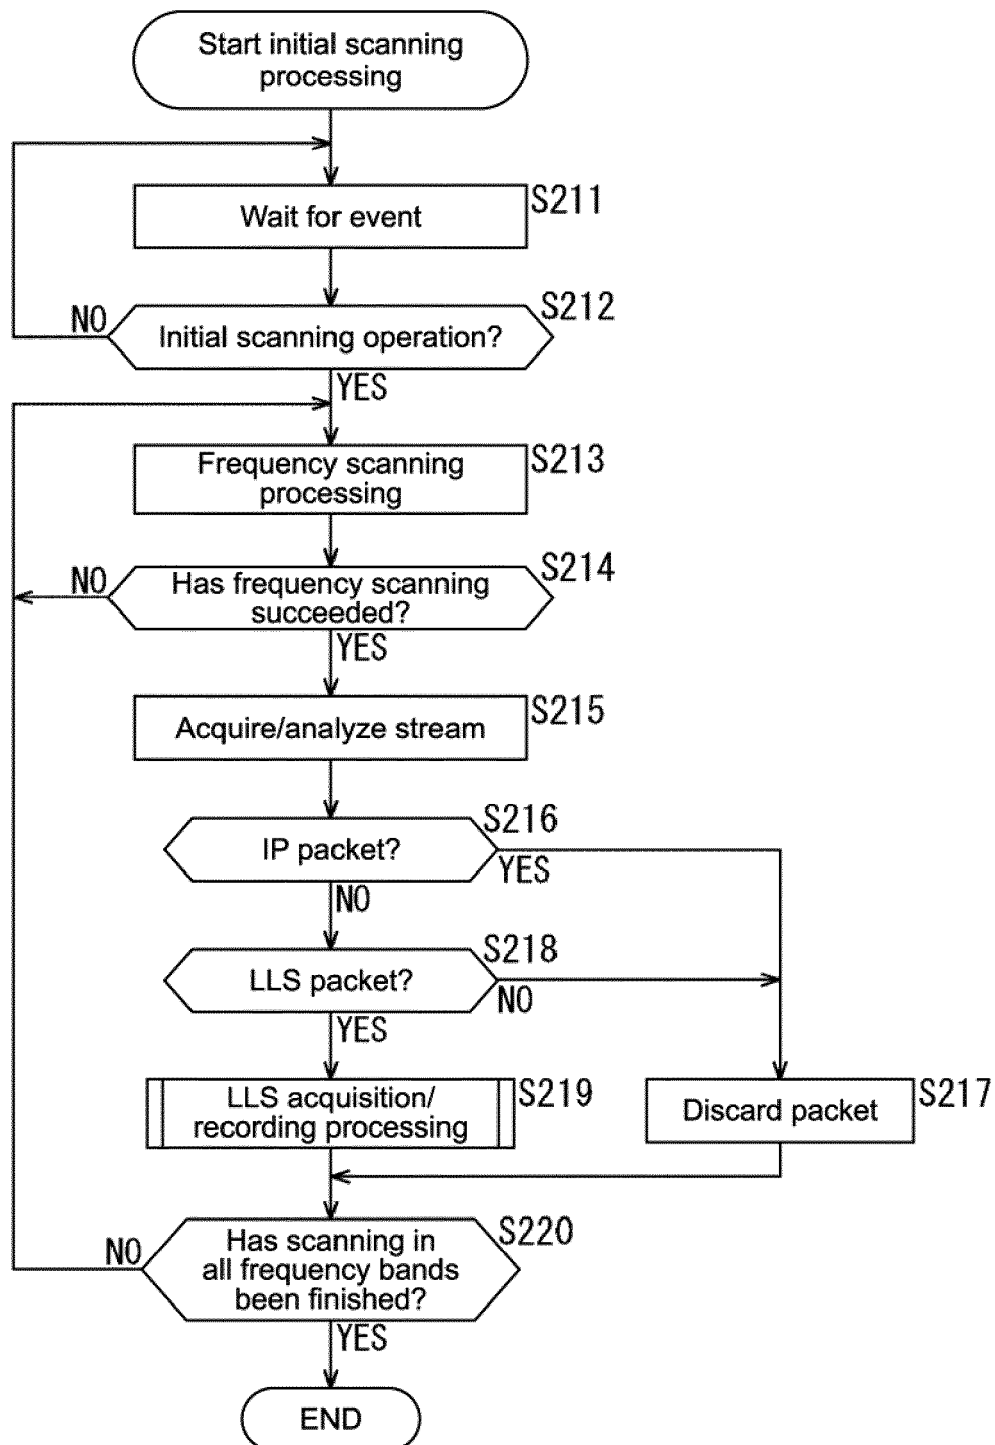 Start initial scanning
processing
Wait for event
S211
NO
Initial scanning operation?
S212
YES
Frequency scanning
processing
S213
NO
Has frequency scanning
succeeded?
S214
YES
Acquire/analyze stream
S215
IP packet?
S216
YES
NO
LLS packet?
S218
NO
YES
LLS acquisition/
recording processing
S219
Discard packet
S217
NO
Has scanning in
all frequency bands
been finished?
S220
YES
END